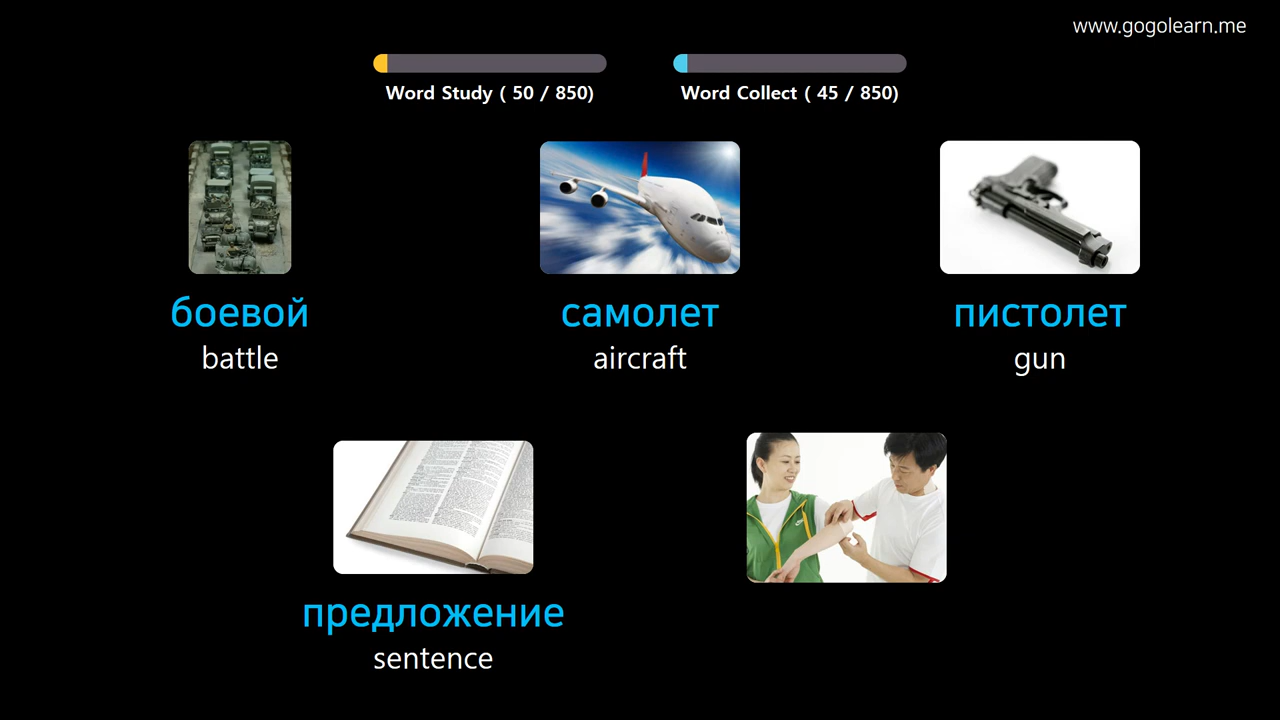 www.gogolearn.me
Word Study ( 50 / 850)
Word Collect ( 45 / 850)
боевой
battle
самолет
aircraft
пистолет
gun
предложение
sentence